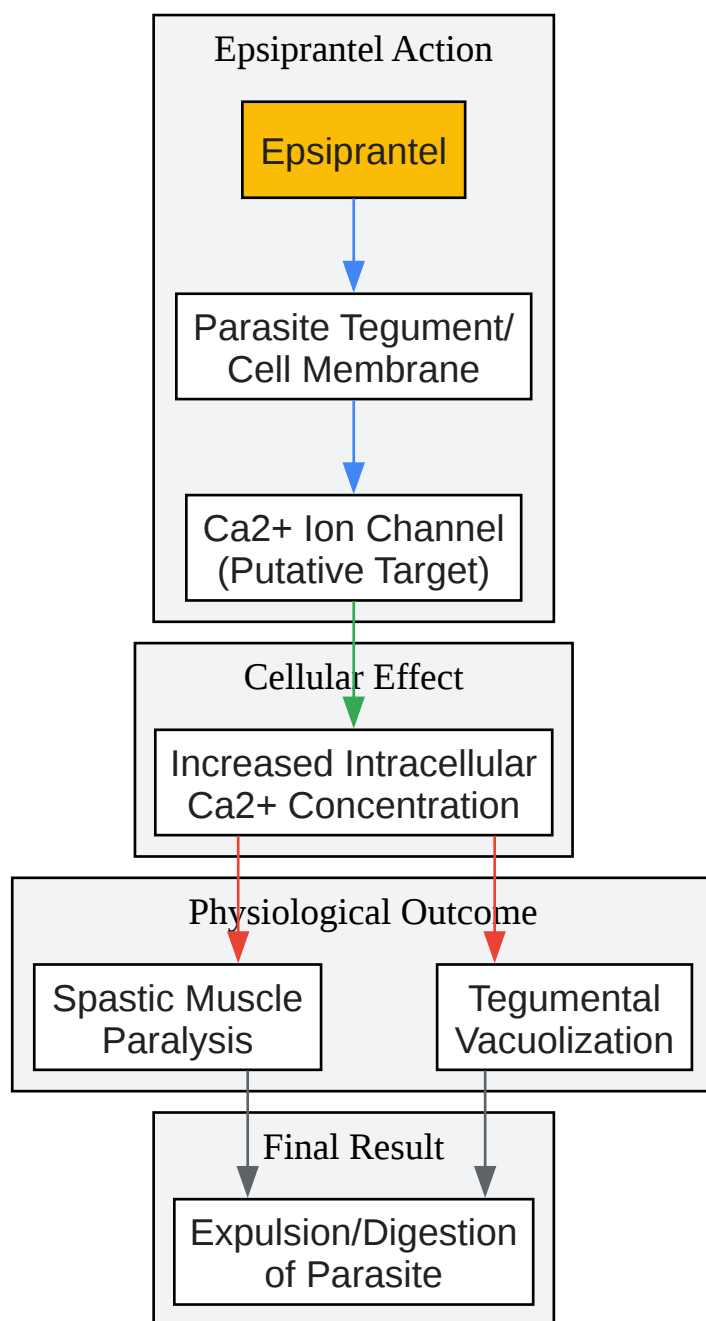 Epsiprantel Action
Epsiprantel
Parasite Tegument/
Cell Membrane
Ca2+ Ion Channel
(Putative Target)
Cellular Effect
Increased Intracellular
Ca2+ Concentration
Physiological Outcome
Spastic Muscle
Paralysis
Tegumental
Vacuolization
Final Result
Expulsion/Digestion
of Parasite